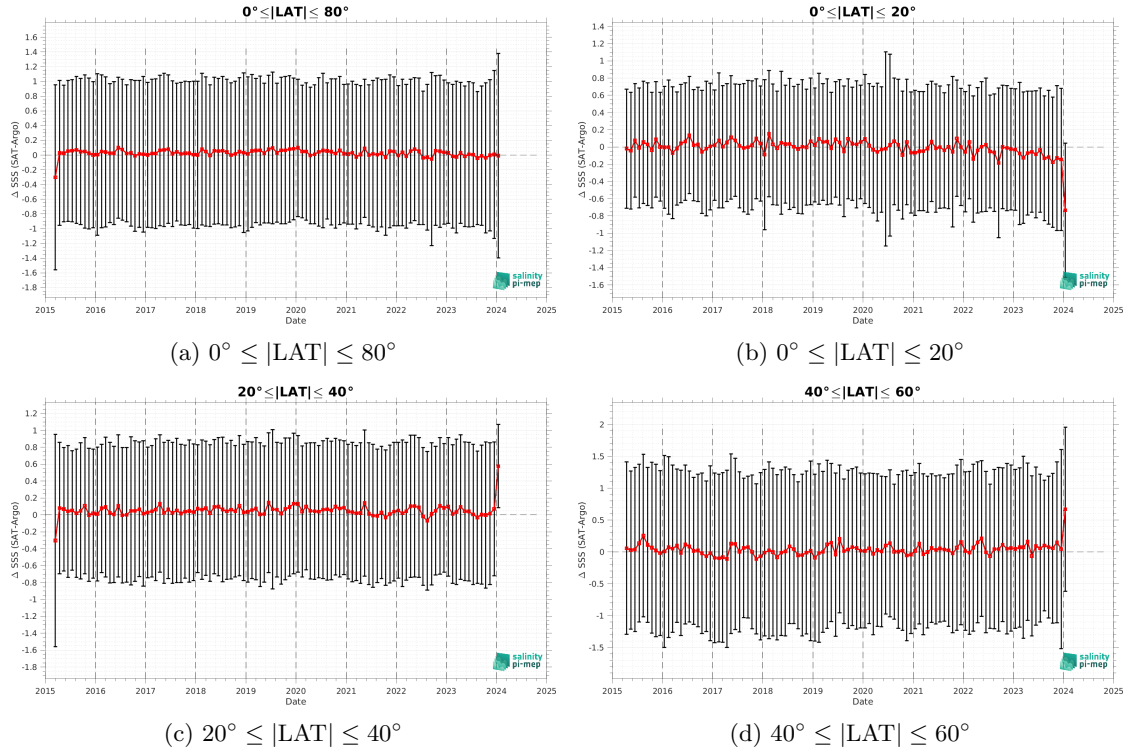 0°≤|LAT|≤ 80°
Δ SSS (SAT-Argo)
1.6
1.4
1.2
1
0.8
0.6
0.4
0.2
0
-0.2
-0.4
-0.6
-0.8
-1
-1.2
-1.4
-1.6
-1.8
2015 2016 2017 2018 2019 2020 2021 2022 2023 2024 2025
Date
salinity
pi-mep
(a) 0° ≤ |LAT| ≤ 80°
0°≤|LAT|≤ 20°
Δ SSS (SAT-Argo)
1.4
1.2
1
0.8
0.6
0.4
0.2
0
-0.2
-0.4
-0.6
-0.8
-1
-1.2
-1.4
-1.6
2015 2016 2017 2018 2019 2020 2021 2022 2023 2024 2025
Date
salinity
pi-mep
(b) 0° ≤ |LAT| ≤ 20°
20°≤|LAT|≤ 40°
Δ SSS (SAT-Argo)
1.2
1
0.8
0.6
0.4
0.2
0
-0.2
-0.4
-0.6
-0.8
-1
-1.2
-1.4
-1.6
-1.8
2015 2016 2017 2018 2019 2020 2021 2022 2023 2024 2025
Date
salinity
pi-mep
(c) 20° ≤ |LAT| ≤ 40°
40°≤|LAT|≤ 60°
Δ SSS (SAT-Argo)
2
1.5
1
0.5
0
-0.5
-1
-1.5
2015 2016 2017 2018 2019 2020 2021 2022 2023 2024 2025
Date
salinity
pi-mep
(d) 40° ≤ |LAT| ≤ 60°